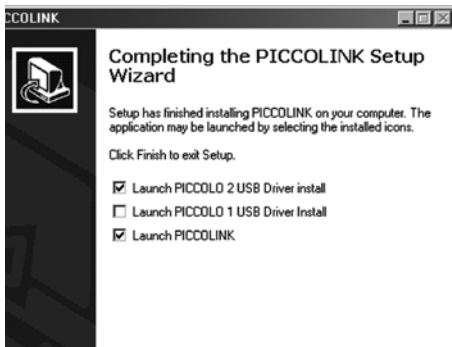 CCOLINK
Completing the PICCOLINK Setup
Wizard
Setup has finished installing PICCOLINK on your computer. The
application may be launched by selecting the installed icons.
Click Finish to exit Setup.
Launch PICCOLO 2 USB Driver install
Launch PICCOLO 1 USB Driver Install
Launch PICCOLINK